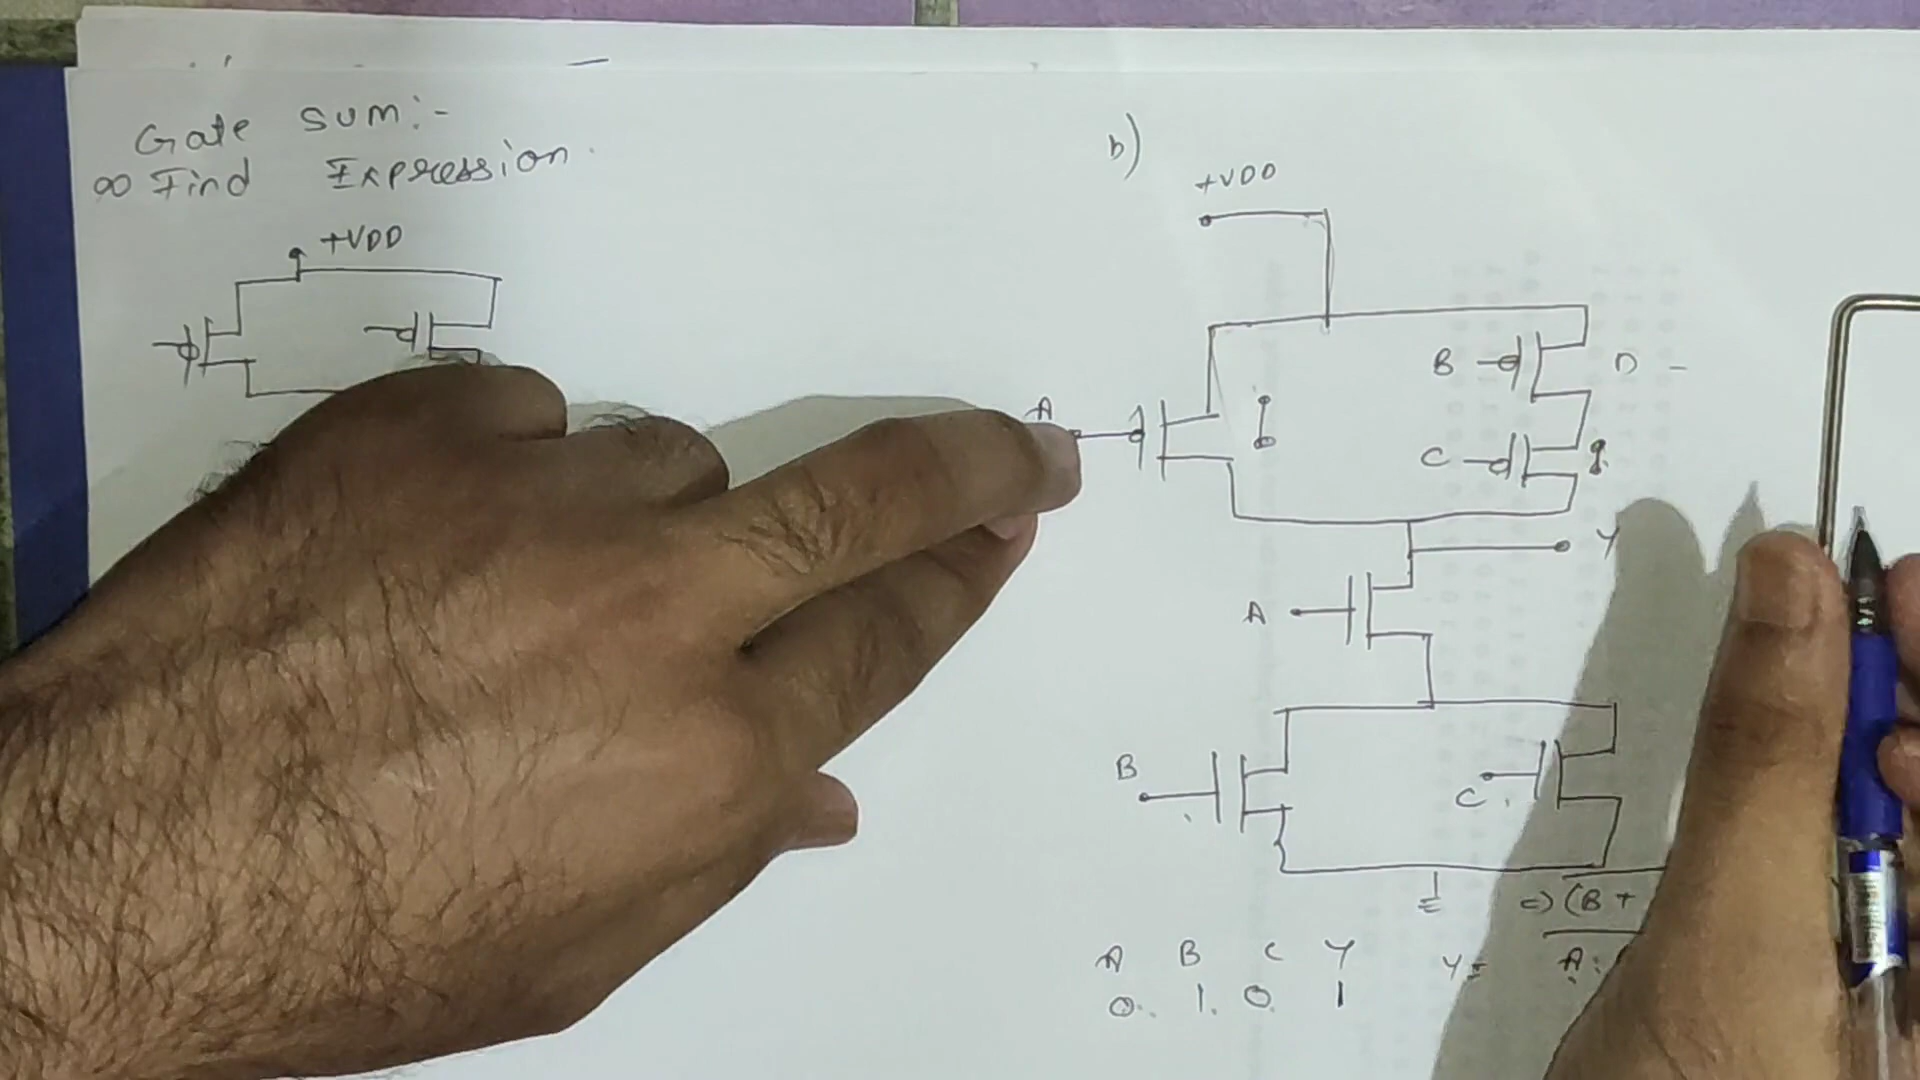 Gate sum:-
Find Expression.
+VDD
b)
+VDD
A
B
D -
C
Y
A
B
C
c) (B +
A B C Y
Y=
A.
0. 1. 0. 1